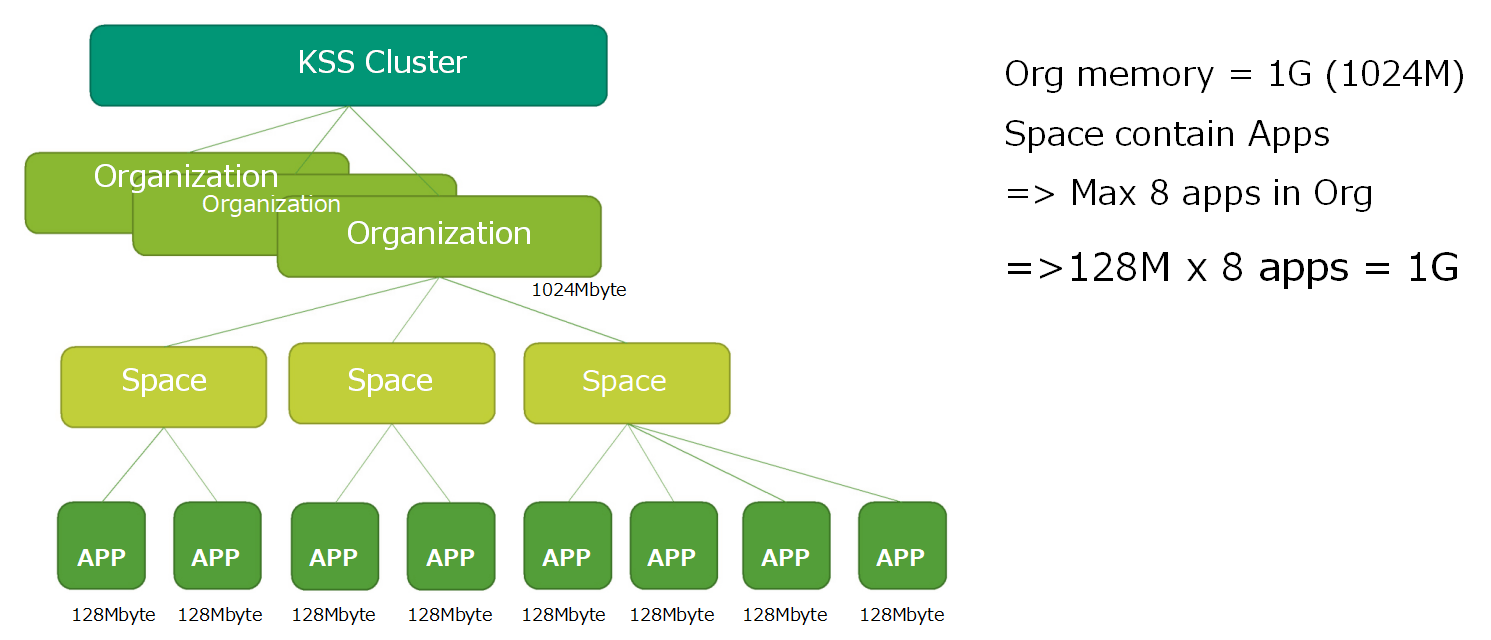 KSS Cluster
Organization
Organization
Organization
1024Mbyte
Space
Space
Space
APP
APP
APP
APP
APP
APP
APP
APP
128Mbyte
128Mbyte
128Mbyte
128Mbyte
128Mbyte
128Mbyte
128Mbyte
128Mbyte
Org memory = 1G (1024M)
Space contain Apps
=> Max 8 apps in Org
=>128M x 8 apps = 1G